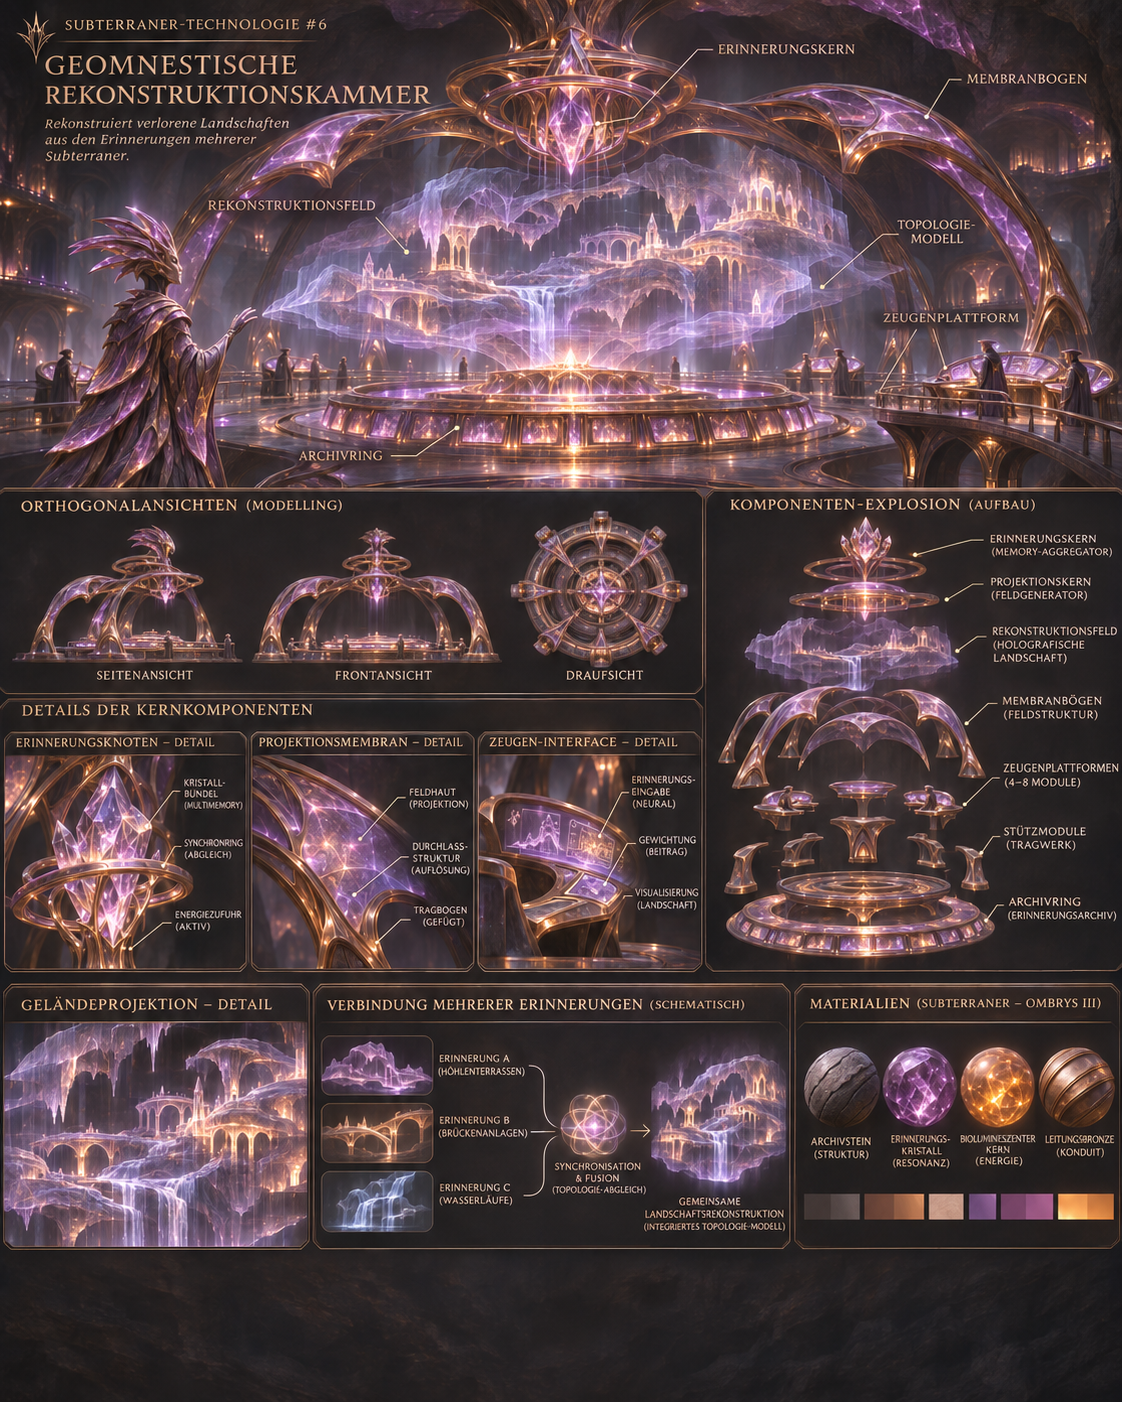 SUBTERRANER-TECHNOLOGIE #6
GEOMNESTISCHE
REKONSTRUKTIONSKAMMER
Rekonstruiert verlorene Landschaften
aus den Erinnerungen mehrerer
Subterraner.
ERINNERUNGSKERN
MEMBRANBOGEN
REKONSTRUKTIONSFELD
TOPOLOGIE-
MODELL
ZEUGENPLATTFORM
ARCHIVRING
ORTHOGONALANSICHTEN (MODELLING)
SEITENANSICHT
FRONTANSICHT
DRAUFSICHT
KOMPONENTEN-EXPLOSION (AUFBAU)
ERINNERUNGSKERN
(MEMORY-AGGREGATOR)
PROJEKTIONSKERN
(FELDGENERATOR)
REKONSTRUKTIONSFELD
(HOLOGRAFISCHE
LANDSCHAFT)
MEMBRANBÖGEN
(FELDSTRUKTUR)
ZEUGENPLATTFORMEN
(4–8 MODULE)
STÜTZMODULE
(TRAGWERK)
ARCHIVRING
(ERINNERUNGSARCHIV)
DETAILS DER KERNKOMPONENTEN
ERINNERUNGSKNOTEN – DETAIL
KRISTALL-
BÜNDEL
(MULTIMEMORY)
SYNCHRONRING
(ABGLEICH)
ENERGIEZUFUHR
(AKTIV)
PROJEKTIONSMEMBRAN – DETAIL
FELDHAUT
(PROJEKTION)
DURCHLASS-
STRUKTUR
(AUFLÖSUNG)
TRAGBOGEN
(GEFÜGT)
ZEUGEN-INTERFACE – DETAIL
ERINNERUNGS-
EINGABE
(NEURAL)
GEWICHTUNG
(BEITRAG)
VISUALISIERUNG
(LANDSCHAFT)
GELÄNDEPROJEKTION – DETAIL
VERBINDUNG MEHRERER ERINNERUNGEN (SCHEMATISCH)
ERINNERUNG A
(HÖHLENTERRASSEN)
ERINNERUNG B
(BRÜCKENANLAGEN)
ERINNERUNG C
(WASSERLÄUFE)
SYNCHRONISATION
& FUSION
(TOPOLOGIE-ABGLEICH)
GEMEINSAME
LANDSCHAFTSREKONSTRUKTION
(INTEGRIERTES TOPOLOGIE-MODELL)
MATERIALIEN (SUBTERRANER – OMBRYS III)
ARCHIVSTEIN
(STRUKTUR)
ERINNERUNGS-
KRISTALL
(RESONANZ)
BIOLUMINESZENTER
KERN
(ENERGIE)
LEITUNGSBRONZE
(KONDUIT)